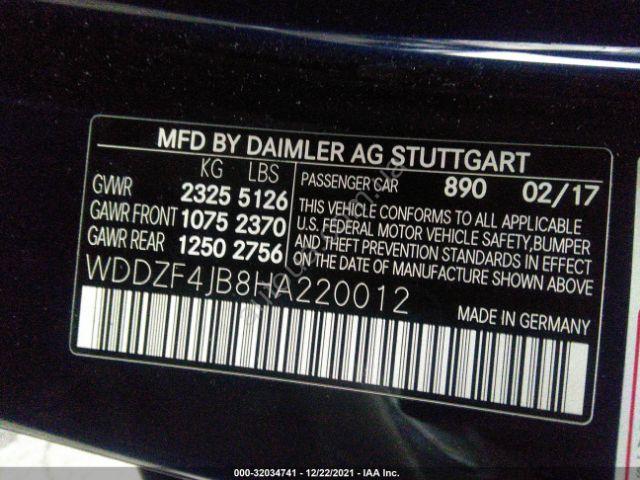 MFD BY DAIMLER AG STUTTGART
KG LBS
GVWR 2325 5126
GAWR FRONT 1075 2370
GAWR REAR 1250 2756
PASSENGER CAR 890 02/17
THIS VEHICLE CONFORMS TO ALL APPLICABLE
U.S. FEDERAL MOTOR VEHICLE SAFETY, BUMPER
AND THEFT PREVENTION STANDARDS IN EFFECT
ON THE DATE OF MANUFACTURE SHOWN ABOVE.
WDDZF4JB8HA220012
MADE IN GERMANY
000-32034741 - 12/22/2021 - IAA Inc.